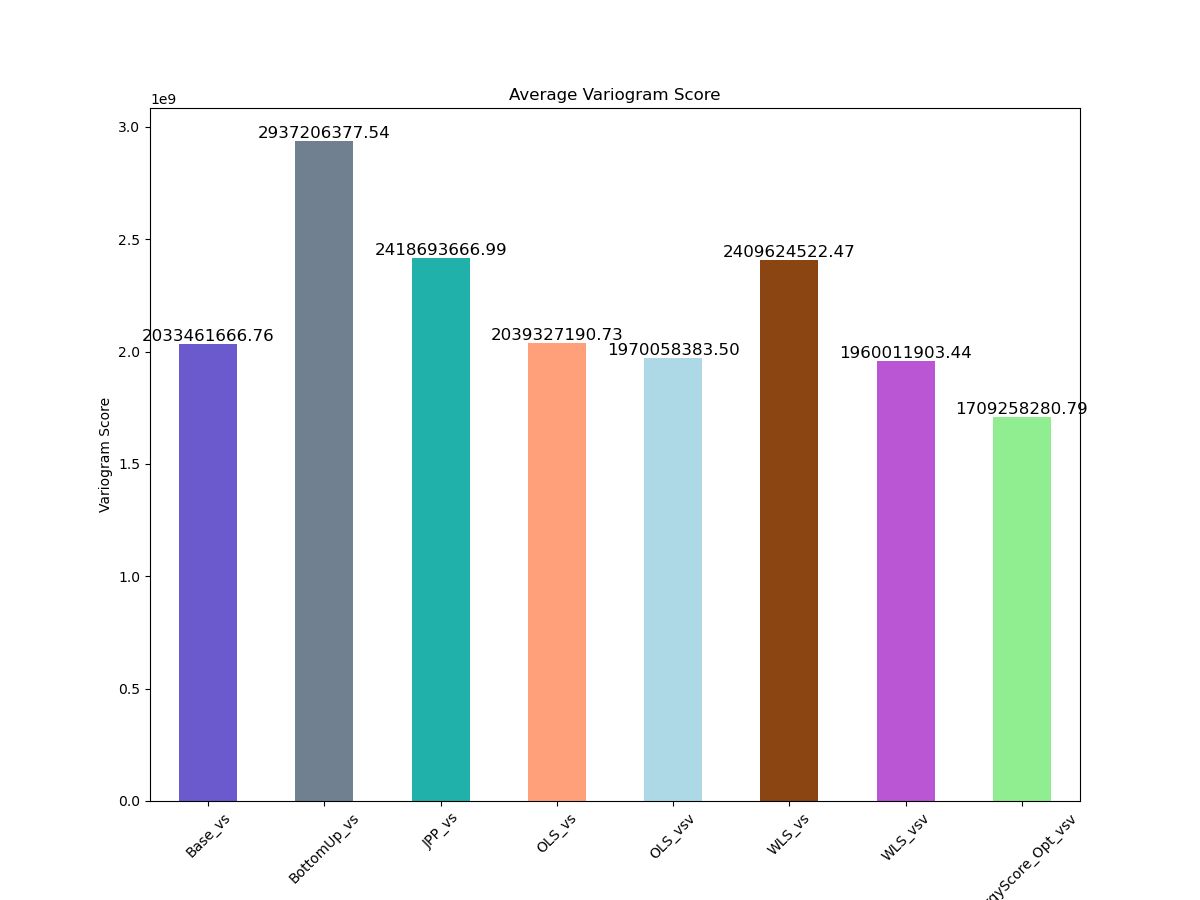 Average Variogram Score
1e9
3.0
2.5
2.0
1.5
1.0
0.5
0.0
Variogram Score
2033461666.76
2937206377.54
2418693666.99
2039327190.73
1970058383.50
2409624522.47
1960011903.44
1709258280.79
Base_vs
BottomUp_vs
JPP_vs
OLS_vs
OLS_vsv
WLS_vs
WLS_vsv
gyScore_Opt_vsv